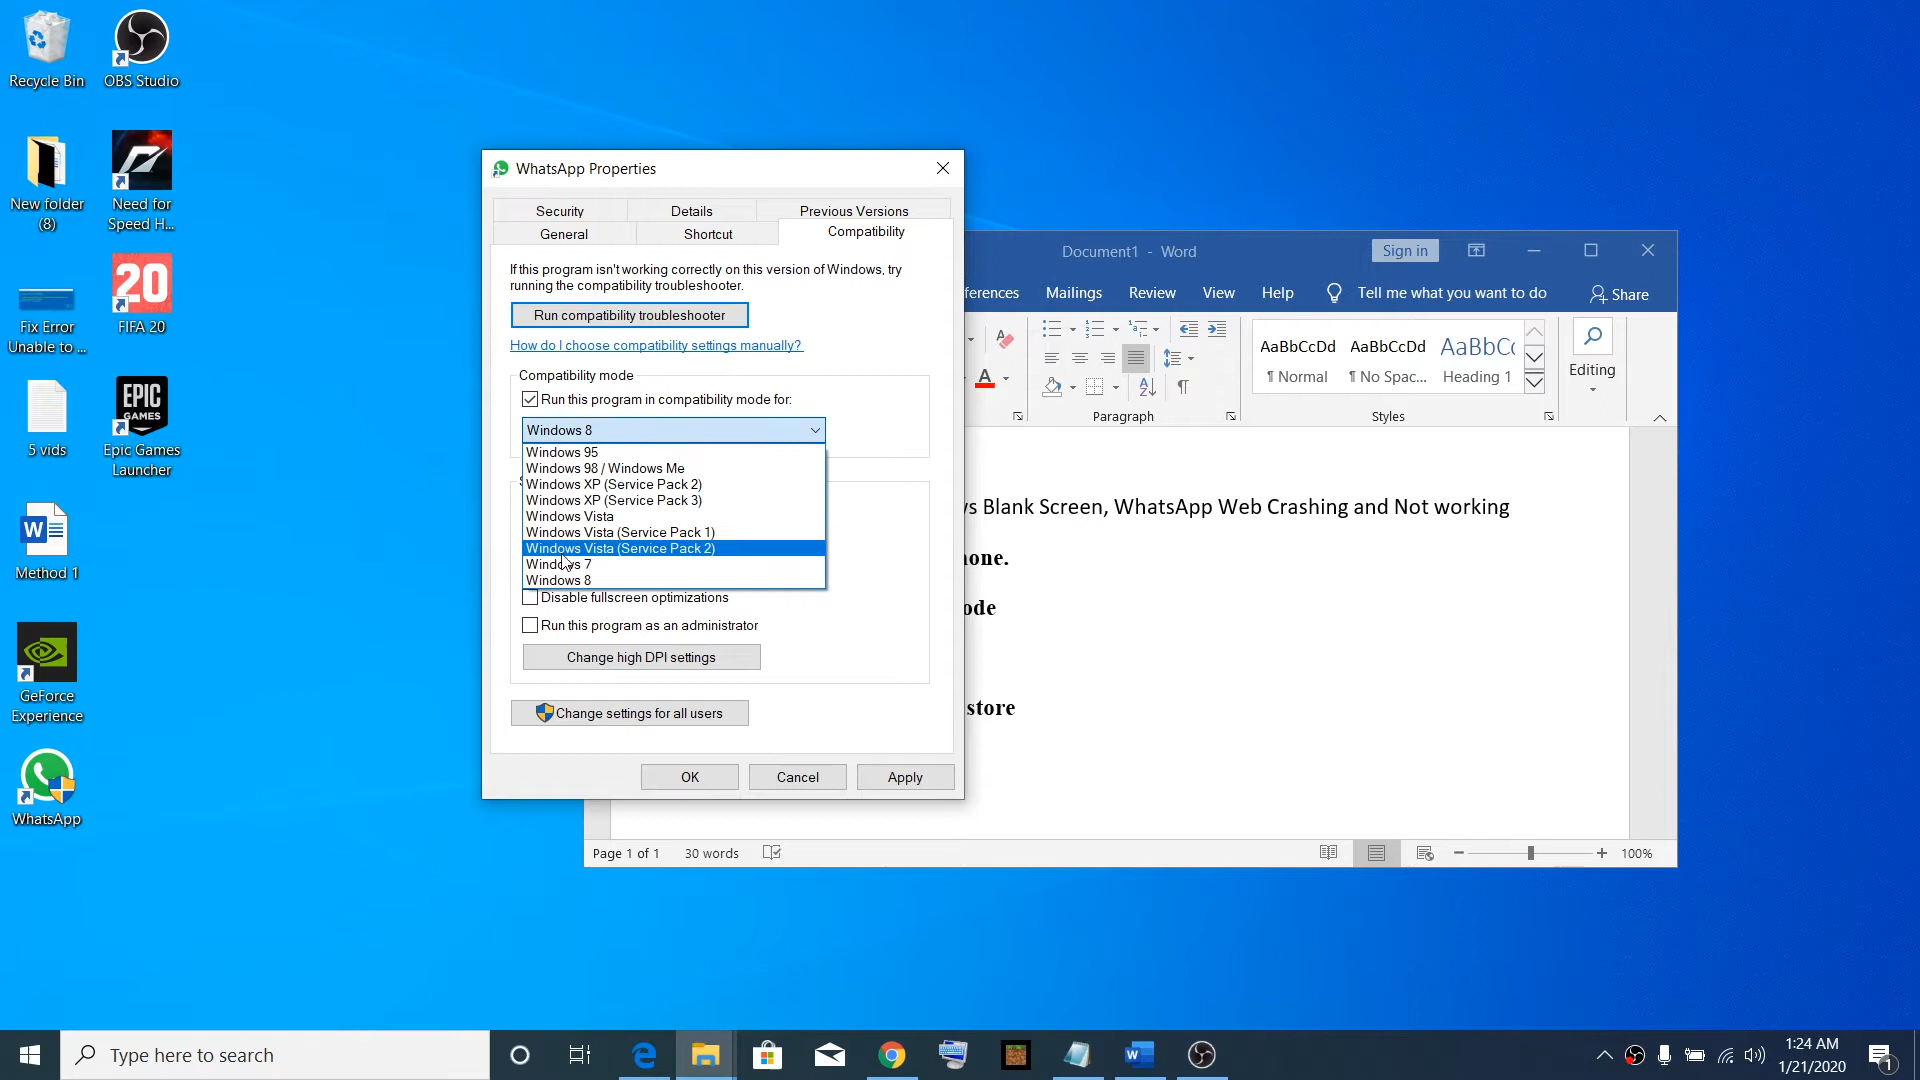 Recycle Bin
OBS Studio
New folder
(8)
Need for
Speed H...
Fix Error
Unable to ...
20
FIFA 20
5 vids
EPIC
GAMES
Epic Games
Launcher
Method 1
GeForce
Experience
WhatsApp
WhatsApp Properties
Security
Details
Previous Versions
General
Shortcut
Compatibility
If this program isn't working correctly on this version of Windows, try
running the compatibility troubleshooter.
Run compatibility troubleshooter
How do I choose compatibility settings manually?
Compatibility mode
Run this program in compatibility mode for:
Windows 8
Windows 95
Windows 98 / Windows Me
Windows XP (Service Pack 2)
Windows XP (Service Pack 3)
Windows Vista
Windows Vista (Service Pack 1)
Windows Vista (Service Pack 2)
Windows 7
Windows 8
Disable fullscreen optimizations
Run this program as an administrator
Change high DPI settings
Change settings for all users
OK
Cancel
Apply
Document1 - Word
Sign in
ferences
Mailings
Review
View
Help
Tell me what you want to do
Share
AaBbCcDd
AaBbCcDd
AaBbCc
¶ Normal
¶ No Spac...
Heading 1
Editing
Paragraph
Styles
s Blank Screen, WhatsApp Web Crashing and Not working
one.
ode
store
Page 1 of 1
30 words
100%
Type here to search
1:24 AM
1/21/2020
1